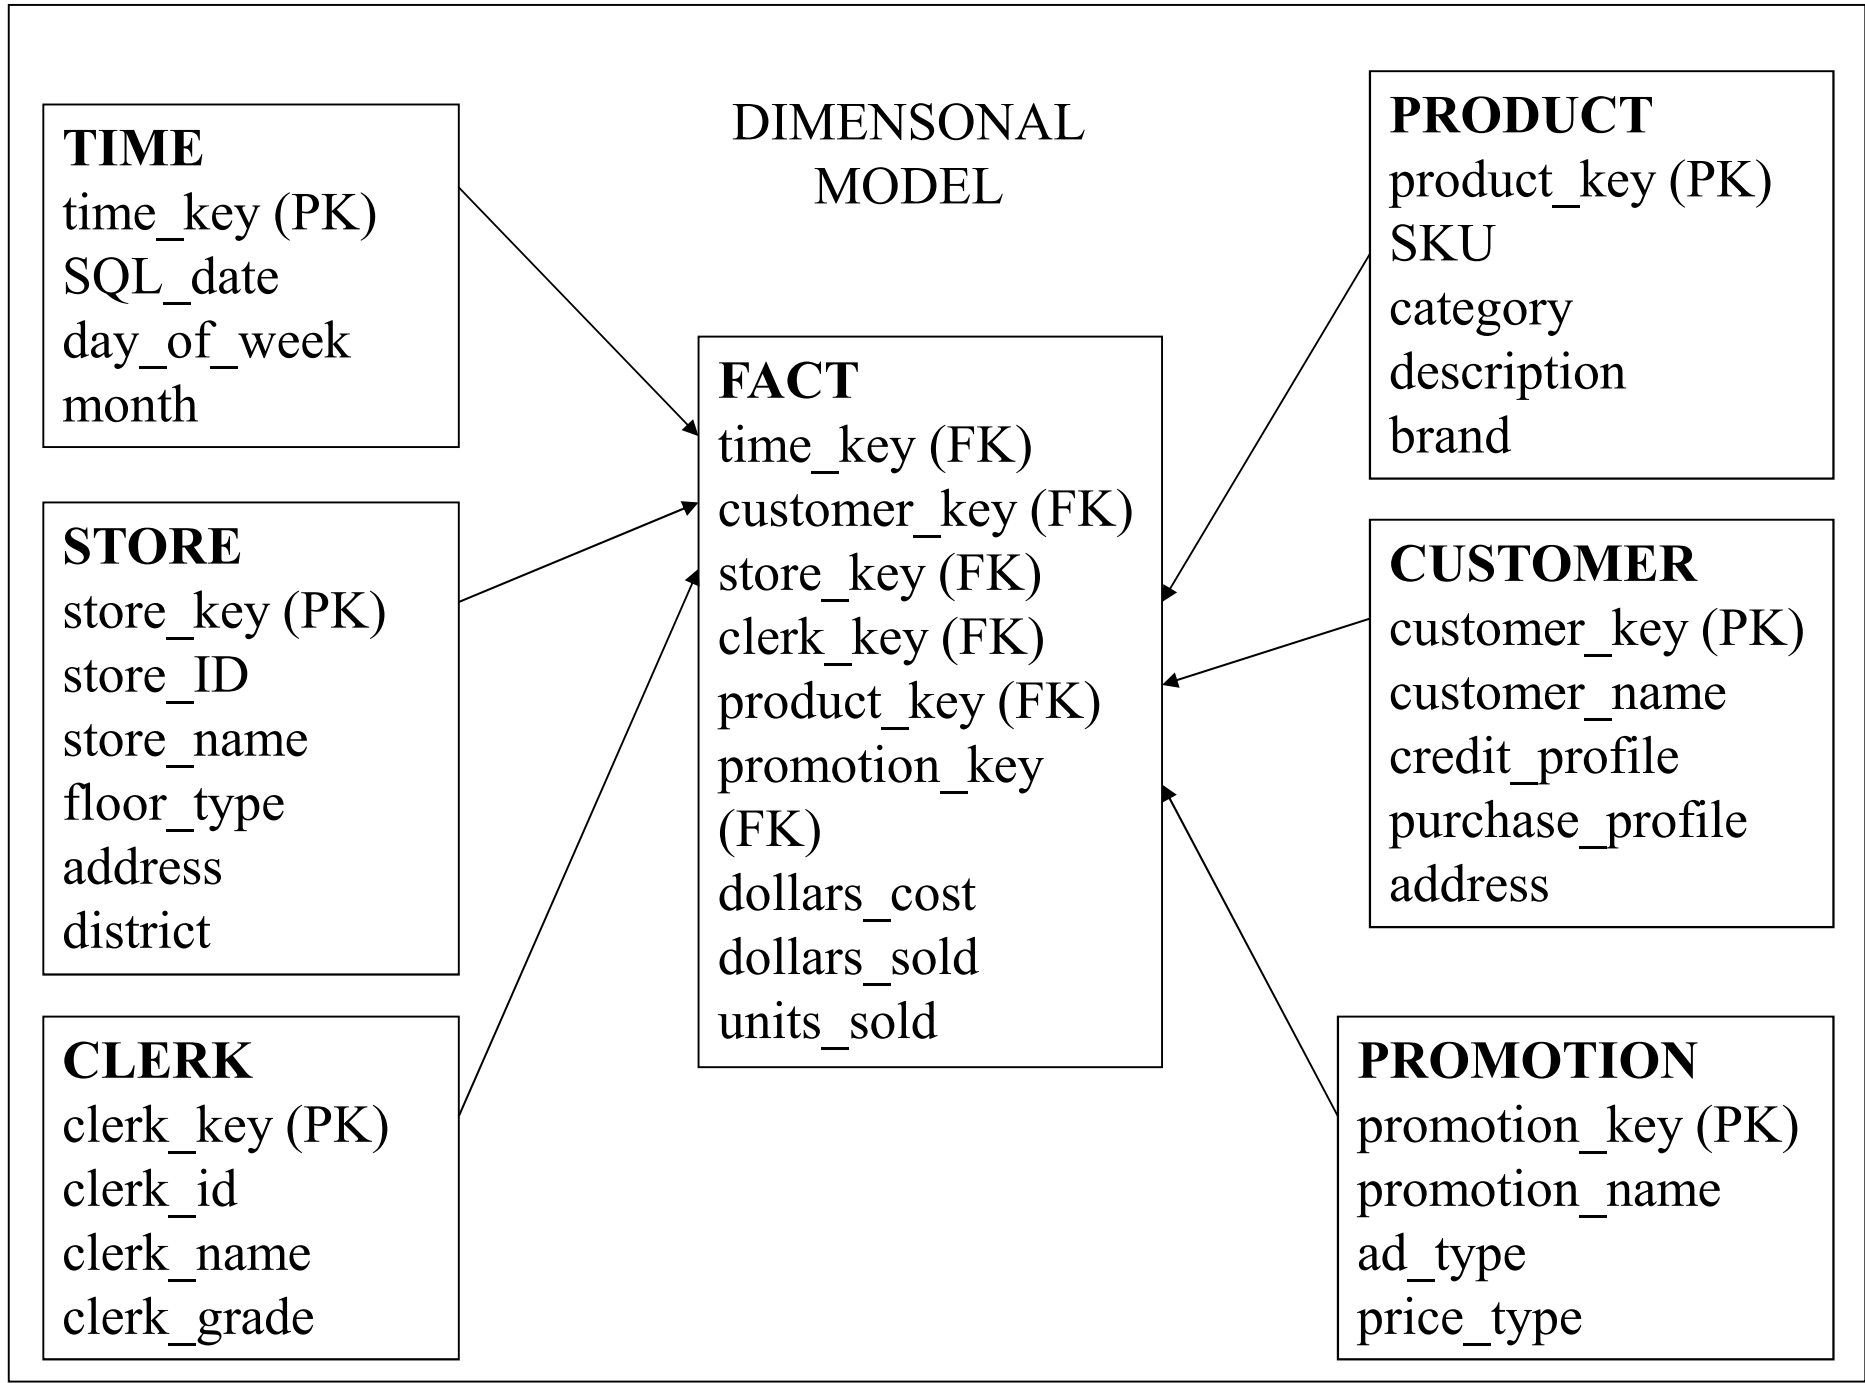 DIMENSONAL
MODEL
TIME
time_key (PK)
SQL_date
day_of_week
month
STORE
store_key (PK)
store_ID
store_name
floor_type
address
district
CLERK
clerk_key (PK)
clerk_id
clerk_name
clerk_grade
FACT
time_key (FK)
customer_key (FK)
store_key (FK)
clerk_key (FK)
product_key (FK)
promotion_key
(FK)
dollars_cost
dollars_sold
units_sold
PRODUCT
product_key (PK)
SKU
category
description
brand
CUSTOMER
customer_key (PK)
customer_name
credit_profile
purchase_profile
address
PROMOTION
promotion_key (PK)
promotion_name
ad_type
price_type